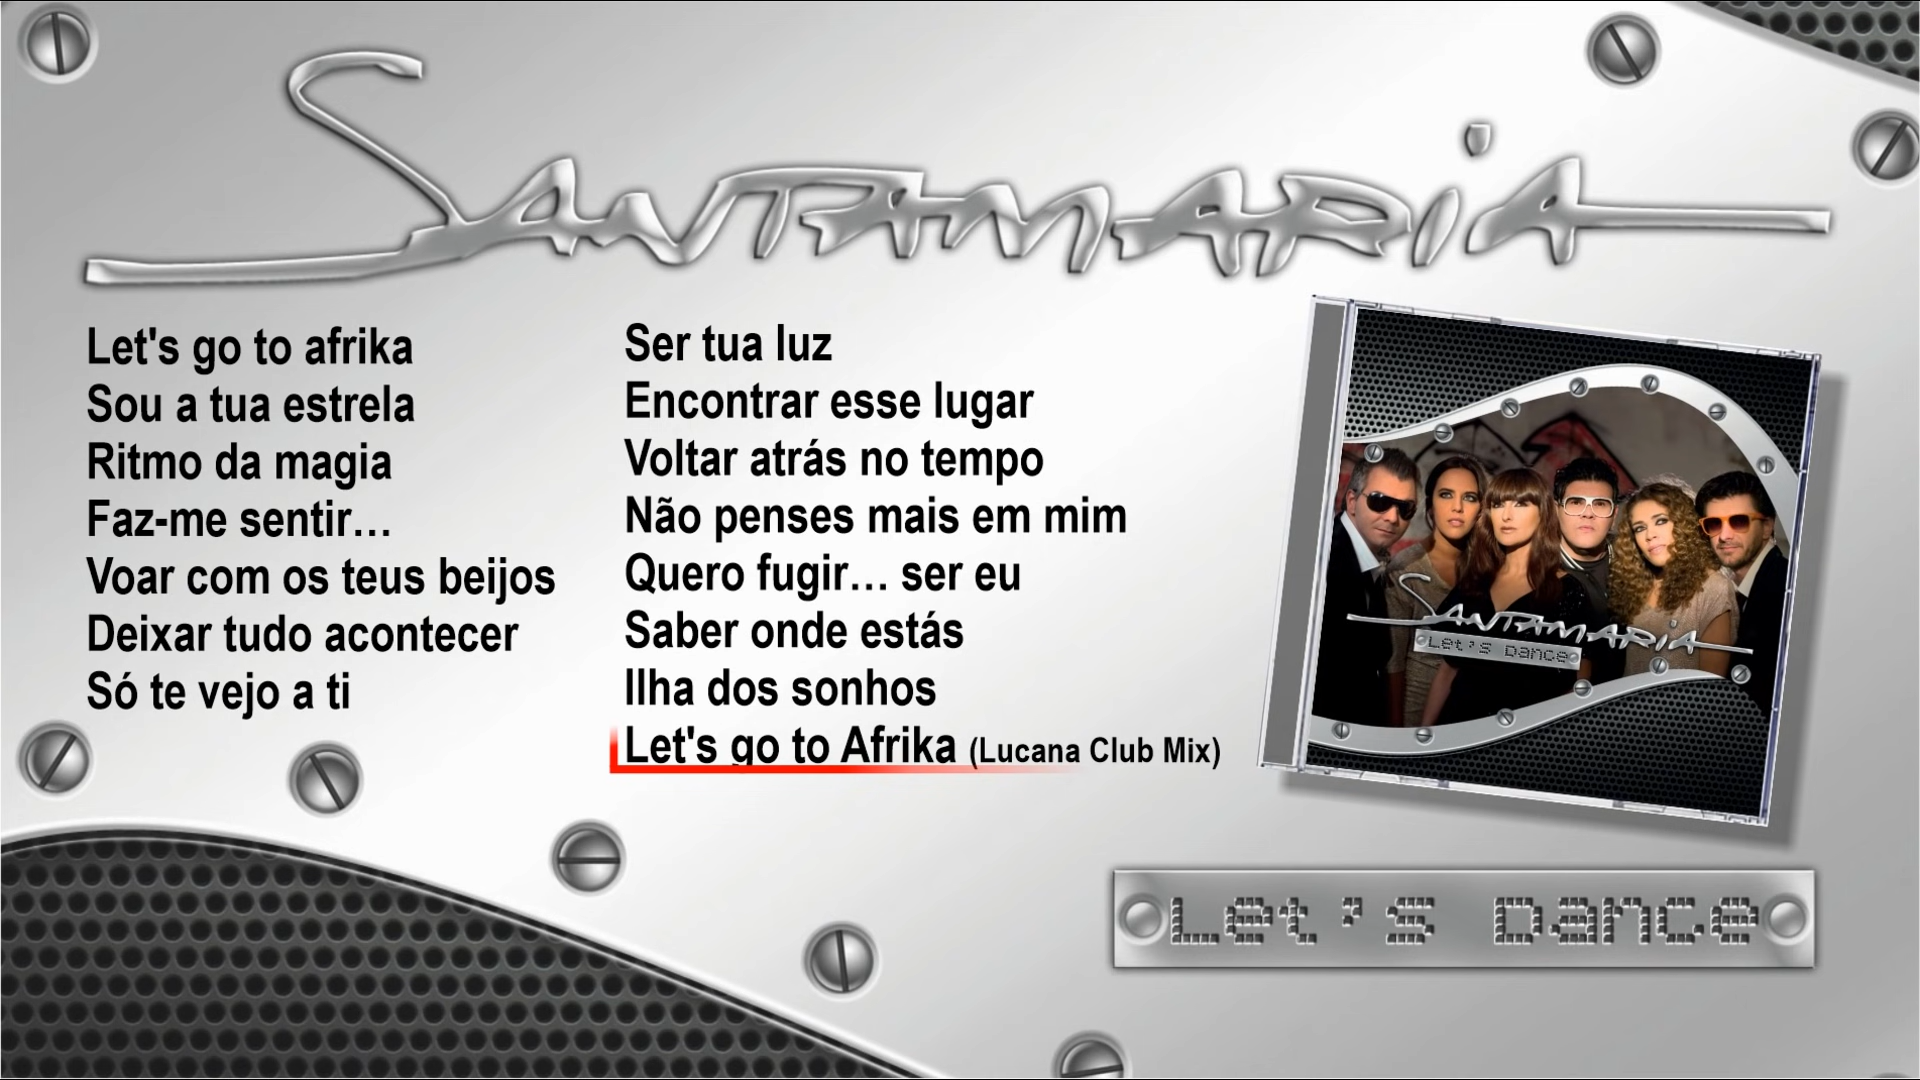 SANTAMARiA
Let's go to afrika
Sou a tua estrela
Ritmo da magia
Faz-me sentir…
Voar com os teus beijos
Deixar tudo acontecer
Só te vejo a ti
Ser tua luz
Encontrar esse lugar
Voltar atrás no tempo
Não penses mais em mim
Quero fugir… ser eu
Saber onde estás
Ilha dos sonhos
Let's go to Afrika (Lucana Club Mix)
SANTAMARiA
Let's Dance
Let's Dance